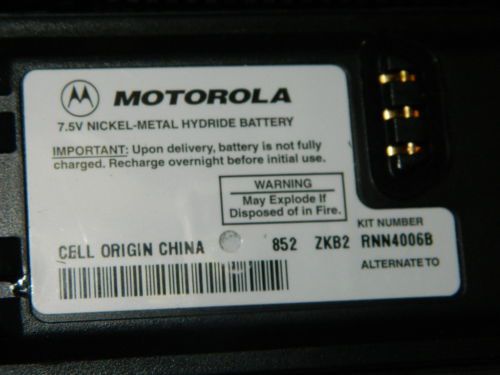 MOTOROLA
7.5V NICKEL-METAL HYDRIDE BATTERY
IMPORTANT: Upon delivery, battery is not fully
charged. Recharge overnight before initial use.
WARNING
May Explode If
Disposed of in Fire.
KIT NUMBER
CELL ORIGIN CHINA 852 ZKB2 RNN4006B
ALTERNATE TO